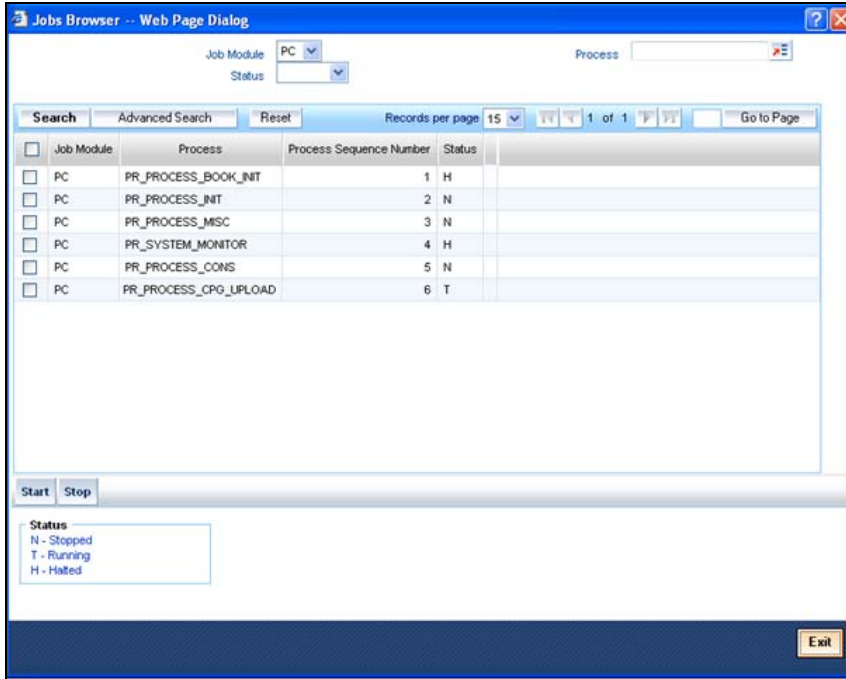 Jobs Browser -- Web Page Dialog
Job Module PC Process
Status
Search Advanced Search Reset Records per page 15 1 of 1 Go to Page
Job Module Process Process Sequence Number Status
PC PR_PROCESS_BOOK_INIT 1 H
PC PR_PROCESS_INIT 2 N
PC PR_PROCESS_MISC 3 N
PC PR_SYSTEM_MONITOR 4 H
PC PR_PROCESS_CONS 5 N
PC PR_PROCESS_CPG_UPLOAD 6 T
Start Stop
Status
N - Stopped
T - Running
H - Halted
Exit